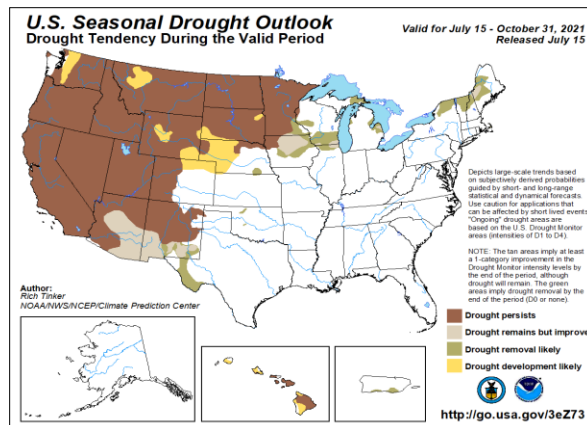 U.S. Seasonal Drought Outlook
Drought Tendency During the Valid Period
Valid for July 15 - October 31, 2021
Released July 15
Depicts large-scale trends based
on subjectively derived probabilities
guided by short- and long-range
statistical and dynamical forecasts.
Use caution for applications that
can be affected by short lived events.
"Ongoing" drought areas are
based on the U.S. Drought Monitor
areas (intensities of D1 to D4).
NOTE: The tan areas imply at least
a 1-category improvement in the
Drought Monitor intensity levels by
the end of the period, although
drought will remain. The green
areas imply drought removal by the
end of the period (D0 or none).
Author:
Rich Tinker
NOAA/NWS/NCEP/Climate Prediction Center
Drought persists
Drought remains but improve
Drought removal likely
Drought development likely
http://go.usa.gov/3eZ73